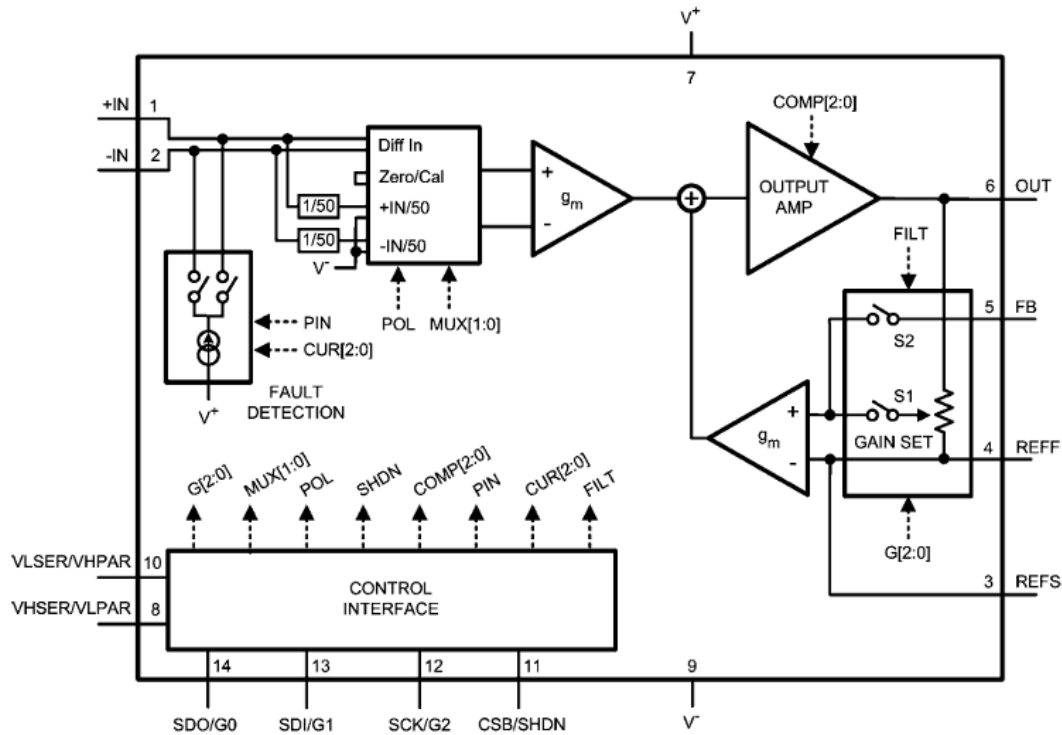 V+
7
+IN 1
-IN 2
Diff In
Zero/Cal
1/50 +IN/50
1/50 -IN/50
V-
POL MUX[1:0]
+
gm
-
+
COMP[2:0]
OUTPUT
AMP
6 OUT
FILT
5 FB
S2
S1
GAIN SET
+
gm
-
4 REFF
G[2:0]
3 REFS
PIN
CUR[2:0]
FAULT
DETECTION
V+
G[2:0] MUX[1:0] POL SHDN COMP[2:0] PIN CUR[2:0] FILT
VLSER/VHPAR 10
VHSER/VLPAR 8
CONTROL
INTERFACE
14 13 12 11 9
SDO/G0 SDI/G1 SCK/G2 CSB/SHDN V-